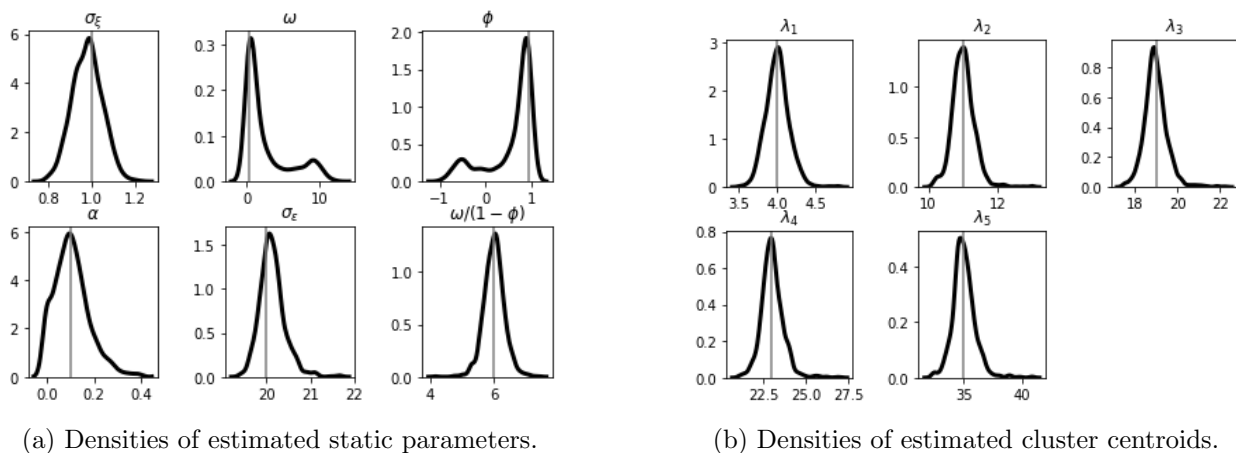 σ_ξ ω ϕ
6 4 2 0
0.8 1.0 1.2
0.3 0.2 0.1 0.0
0 10
2.0 1.5 1.0 0.5 0.0
−1 0 1
α σ_ε ω/(1 − ϕ)
6 4 2 0
0.0 0.2 0.4
1.5 1.0 0.5 0.0
20 21 22
1.0 0.5 0.0
4 6
(a) Densities of estimated static parameters.
λ₁ λ₂ λ₃
3 2 1 0
3.5 4.0 4.5
1.0 0.5 0.0
10 12
0.8 0.6 0.4 0.2 0.0
18 20 22
λ₄ λ₅
0.8 0.6 0.4 0.2 0.0
22.5 25.0 27.5
0.4 0.2 0.0
35 40
(b) Densities of estimated cluster centroids.